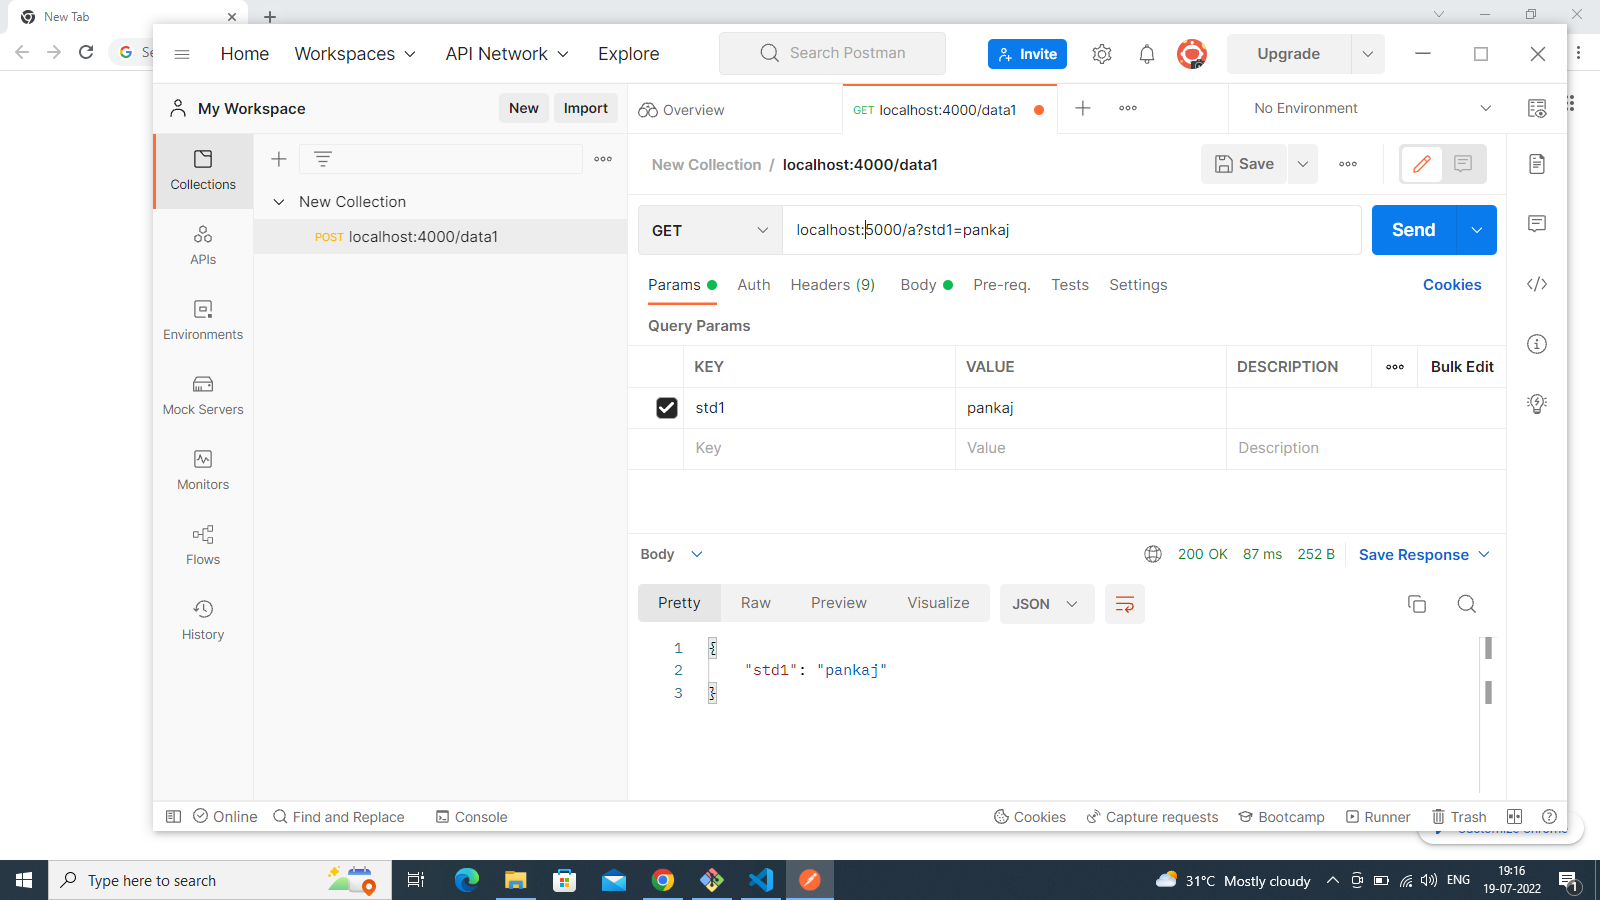 New Tab
Se
Home
Workspaces
API Network
Explore
Search Postman
Invite
Upgrade
My Workspace
New
Import
Overview
GET localhost:4000/data1
No Environment
Collections
APIs
Environments
Mock Servers
Monitors
Flows
History
New Collection
POST localhost:4000/data1
New Collection / localhost:4000/data1
Save
GET
localhost:5000/a?std1=pankaj
Send
Params
Auth
Headers (9)
Body
Pre-req.
Tests
Settings
Cookies
Query Params
KEY
VALUE
DESCRIPTION
Bulk Edit
std1
pankaj
Key
Value
Description
Body
200 OK
87 ms
252 B
Save Response
Pretty
Raw
Preview
Visualize
JSON
1 {
2 "std1": "pankaj"
3 }
Online
Find and Replace
Console
Cookies
Capture requests
Bootcamp
Runner
Trash
Customize Chrome
Type here to search
31°C Mostly cloudy
ENG
19:16
19-07-2022
1